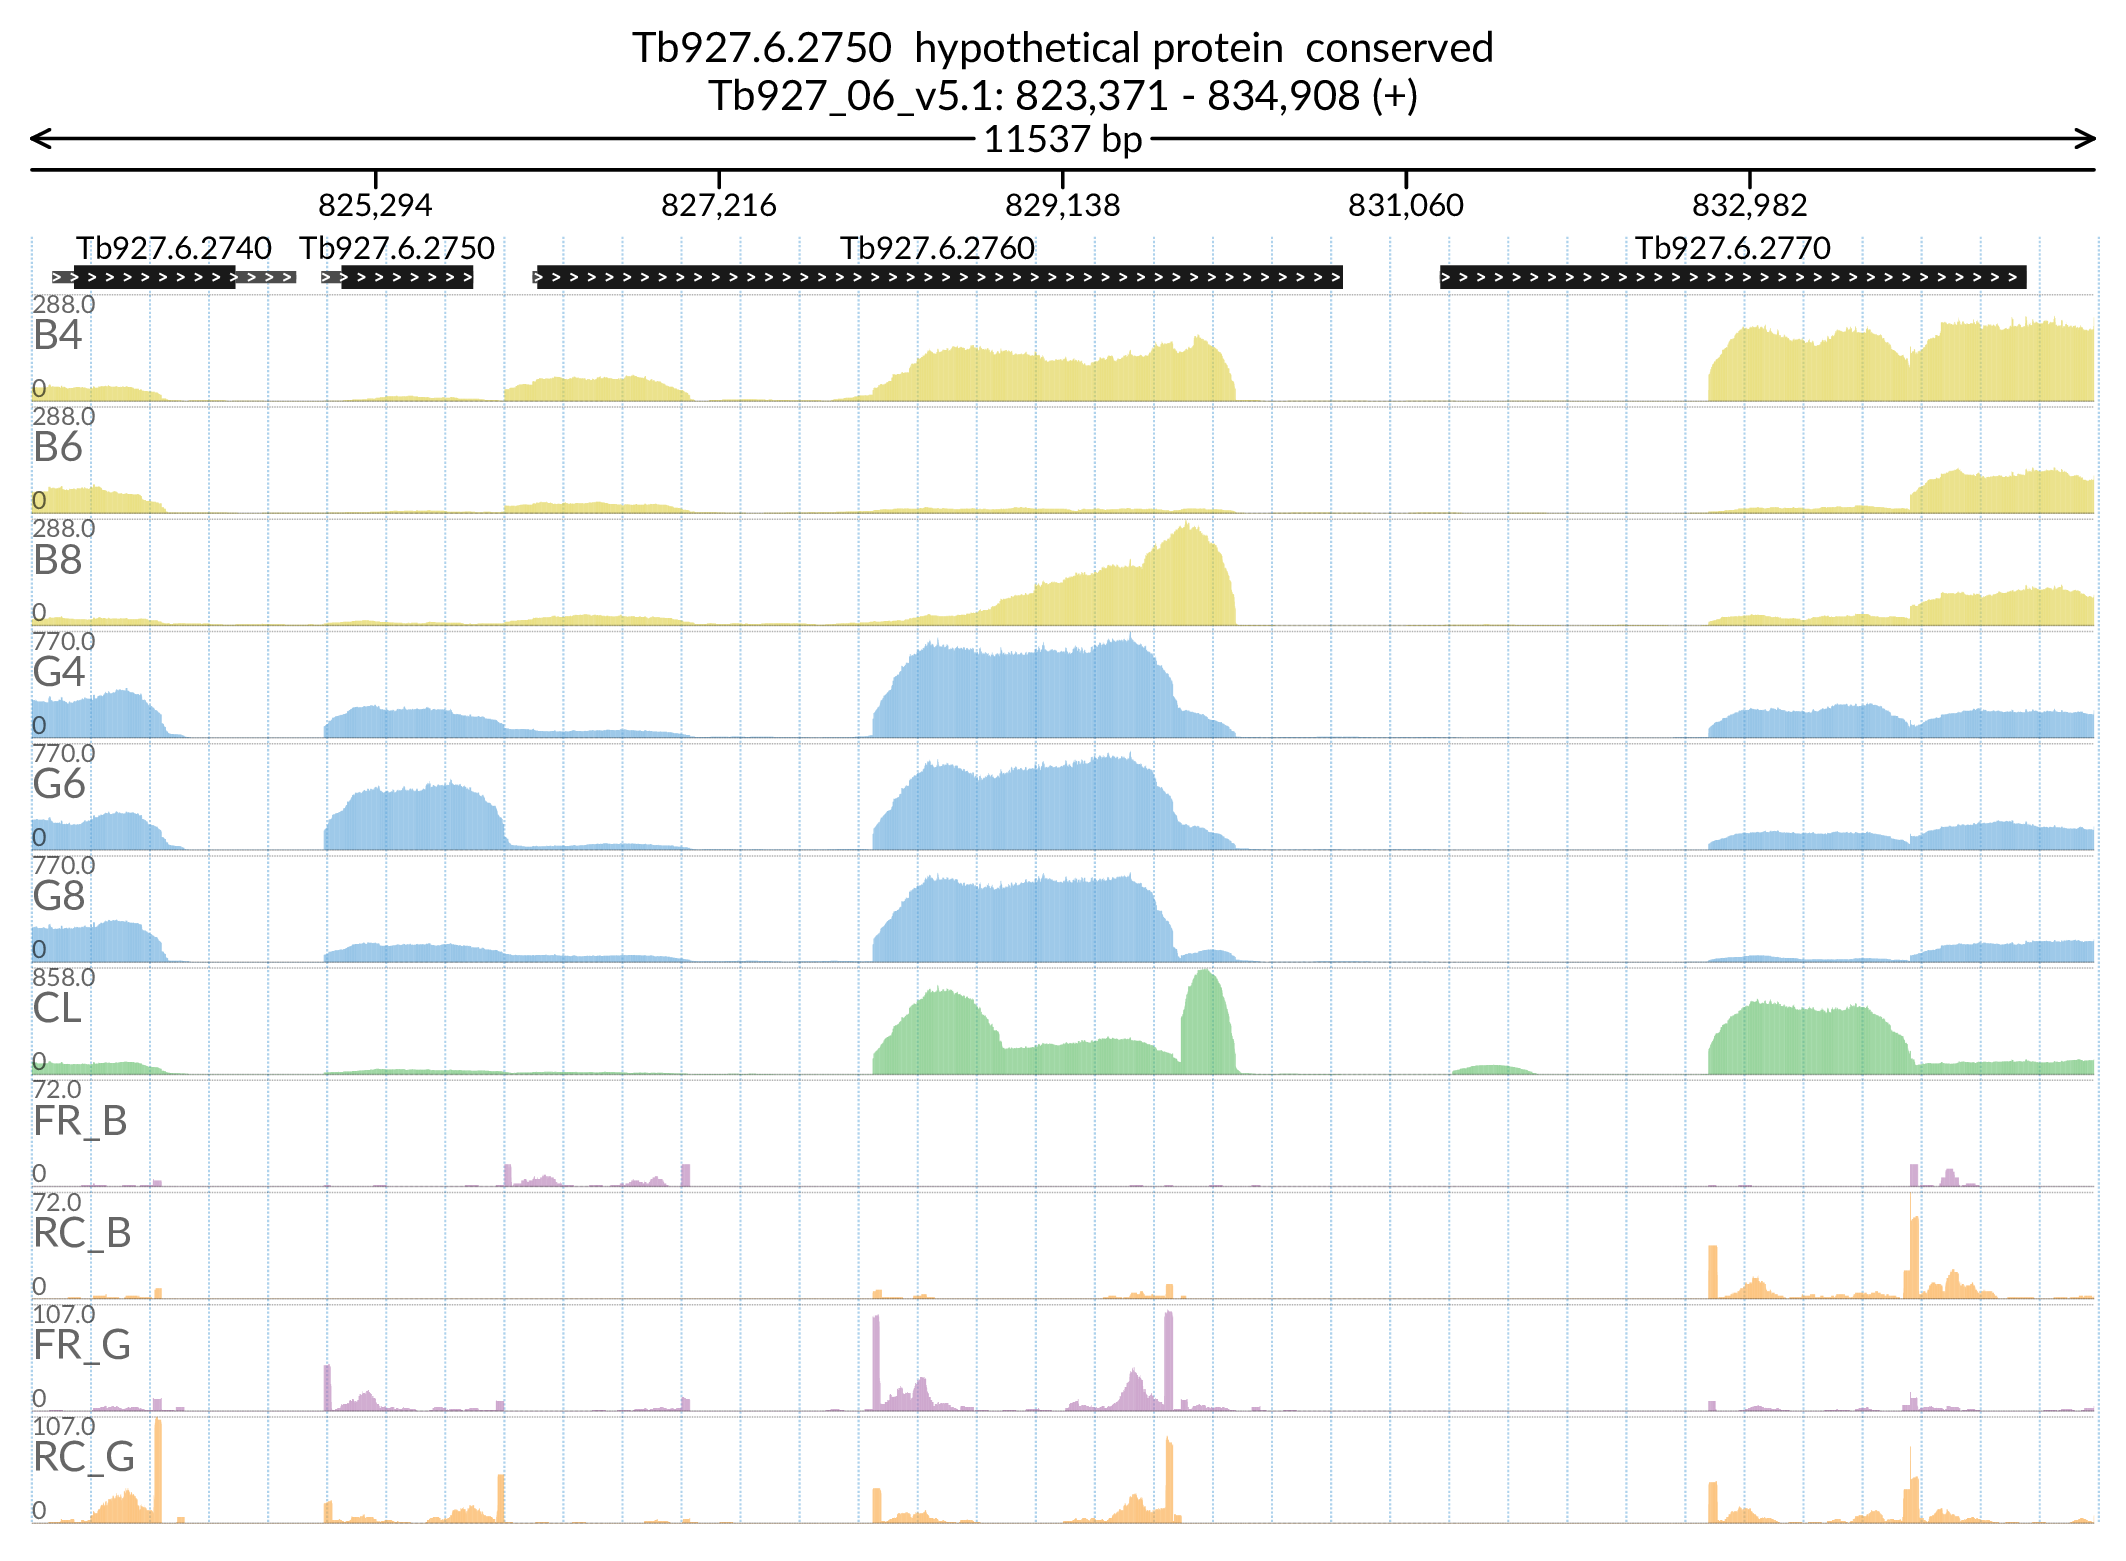 Tb927.6.2750 hypothetical protein conserved
Tb927_06_v5.1: 823,371 - 834,908 (+)
11537 bp
825,294 827,216 829,138 831,060 832,982
Tb927.6.2740 Tb927.6.2750 Tb927.6.2760 Tb927.6.2770
288.0
B4
0
288.0
B6
0
288.0
B8
0
770.0
G4
0
770.0
G6
0
770.0
G8
0
858.0
CL
0
72.0
FR_B
0
72.0
RC_B
0
107.0
FR_G
0
107.0
RC_G
0